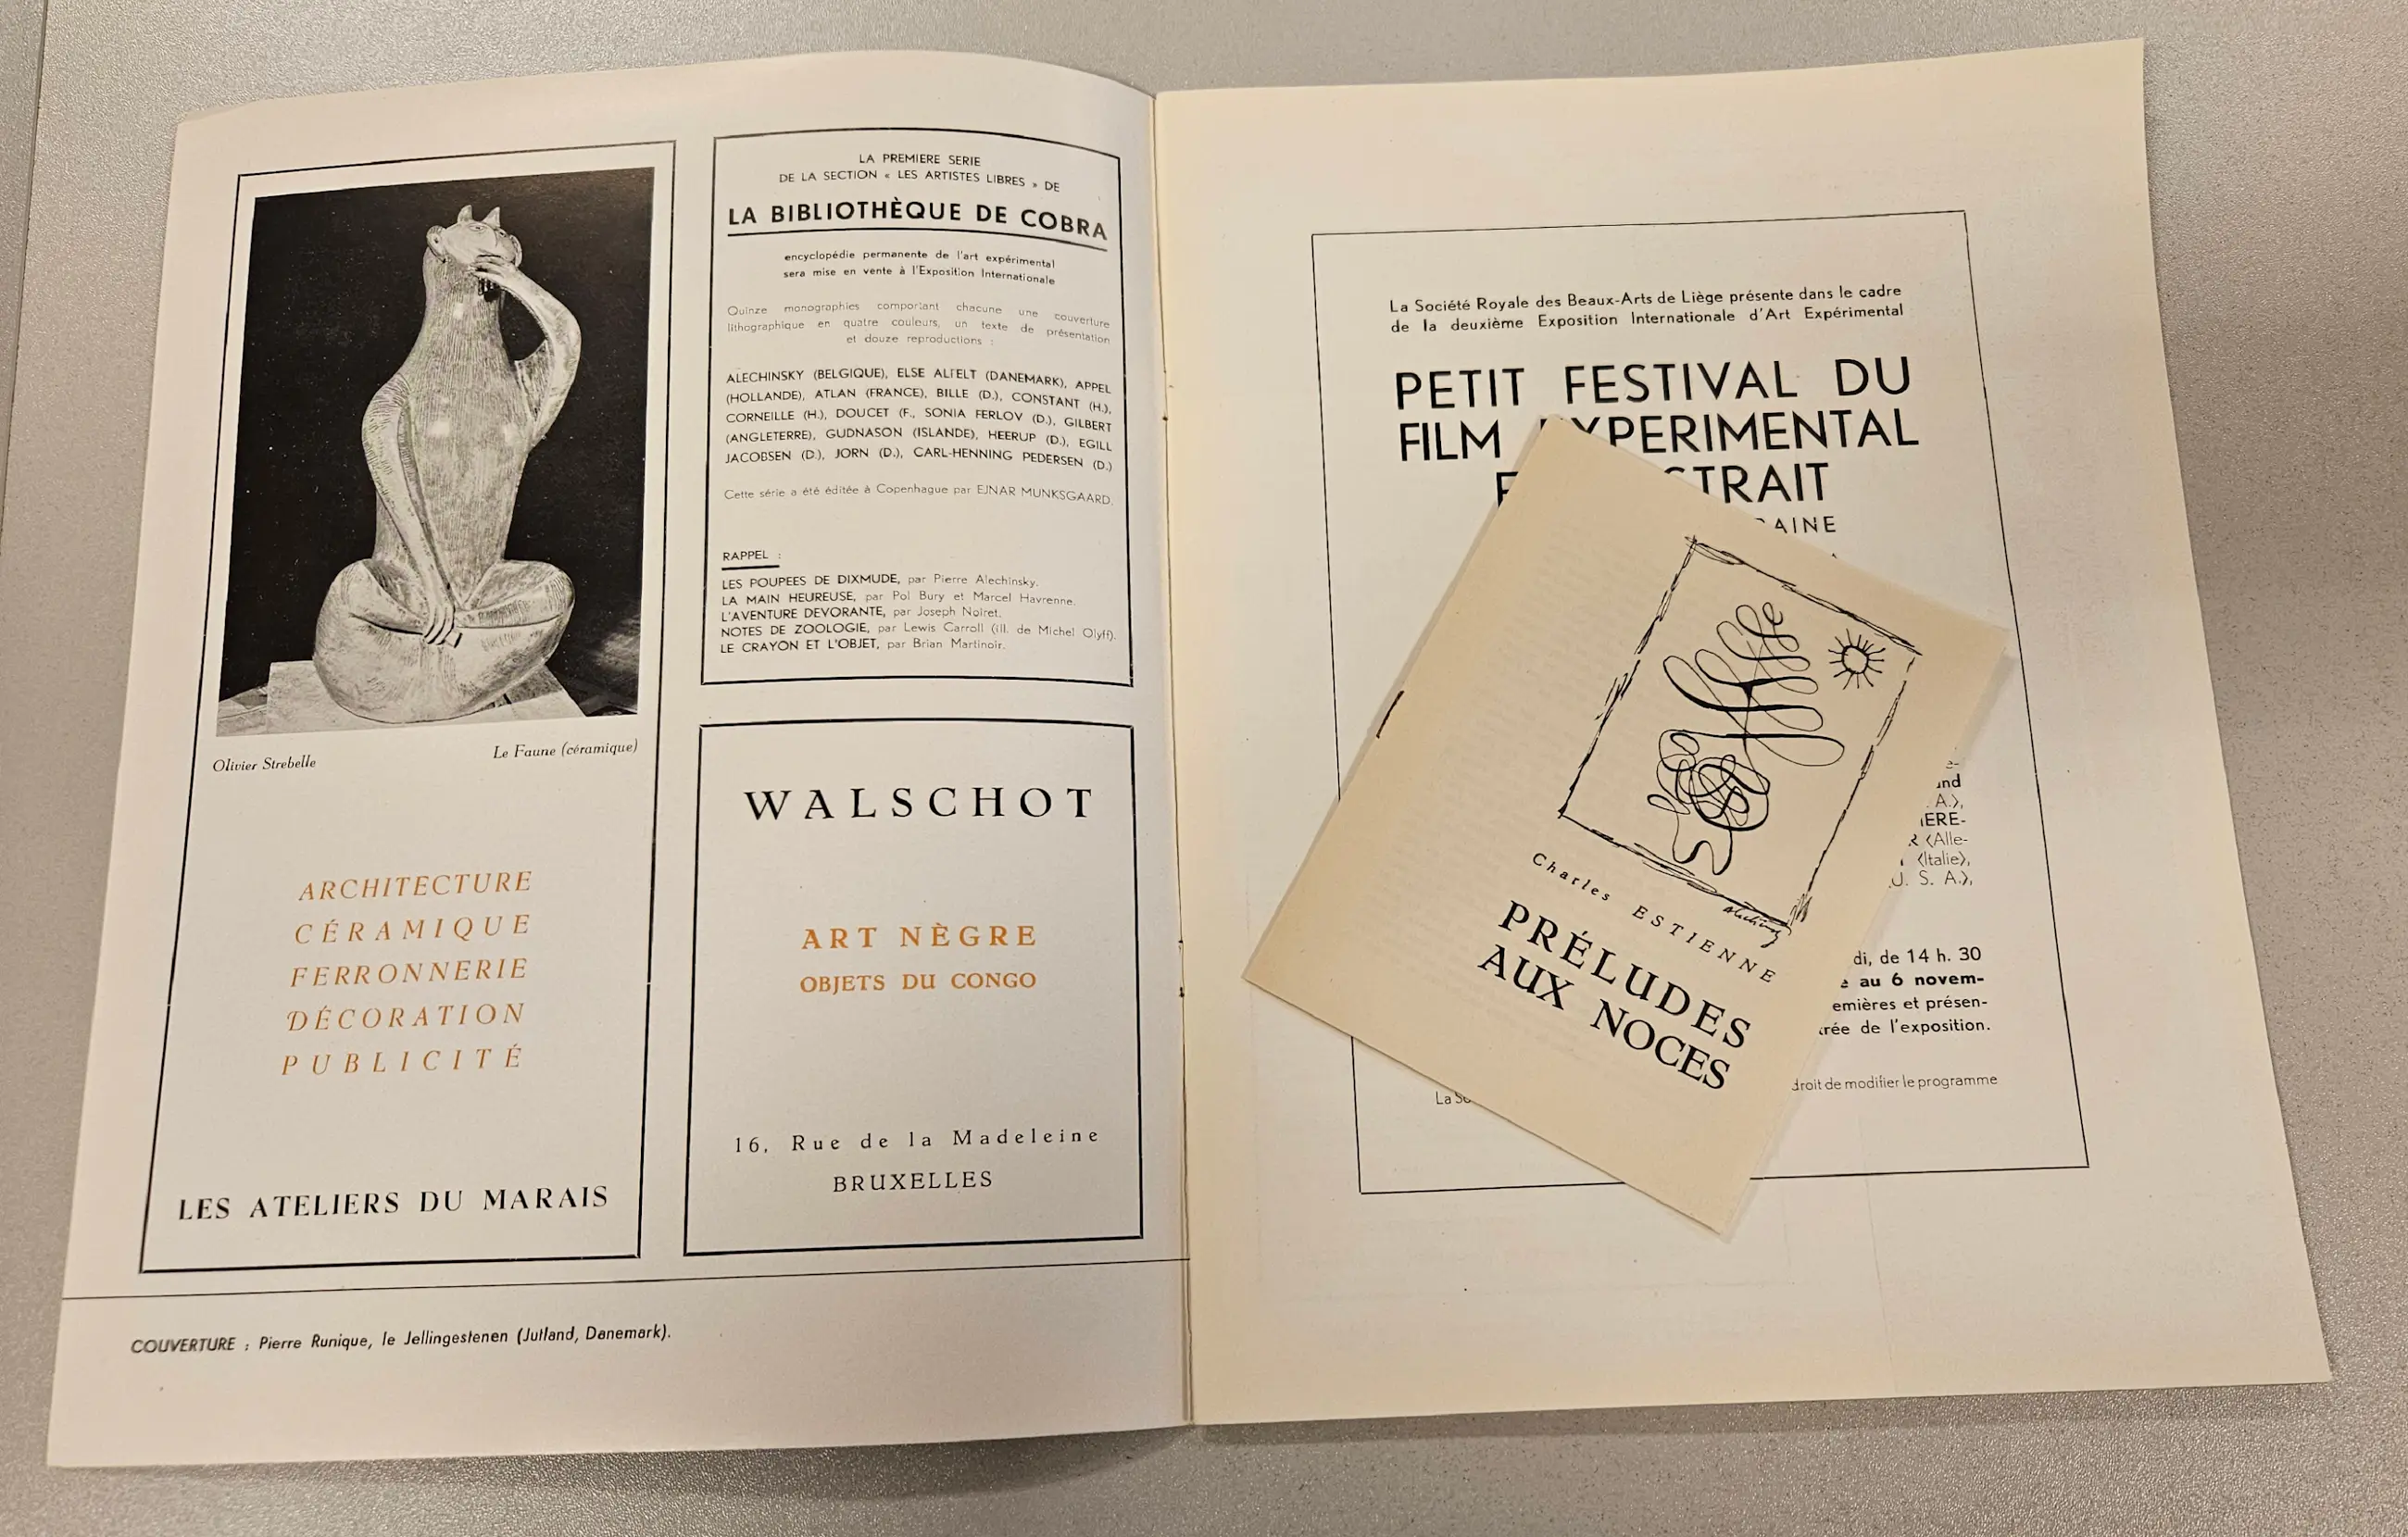 Olivier Strebelle
Le Faune (céramique)
ARCHITECTURE
CÉRAMIQUE
FERRONNERIE
DÉCORATION
PUBLICITÉ
LES ATELIERS DU MARAIS
LA PREMIERE SERIE
DE LA SECTION « LES ARTISTES LIBRES » DE
LA BIBLIOTHÈQUE DE COBRA
encyclopédie permanente de l'art expérimental
sera mise en vente à l'Exposition Internationale
Quinze monographies comportant chacune une couverture
lithographique en quatre couleurs, un texte de présentation
et douze reproductions :
ALECHINSKY (BELGIQUE), ELSE ALFELT (DANEMARK), APPEL
(HOLLANDE), ATLAN (FRANCE), BILLE (D.), CONSTANT (H.),
CORNEILLE (H.), DOUCET (F., SONIA FERLOV (D.), GILBERT
(ANGLETERRE), GUDNASON (ISLANDE), HEERUP (D.), EGILL
JACOBSEN (D.), JORN (D.), CARL-HENNING PEDERSEN (D.)
Cette série a été éditée à Copenhague par EJNAR MUNKSGAARD.
RAPPEL :
LES POUPEES DE DIXMUDE, par Pierre Alechinsky.
LA MAIN HEUREUSE, par Pol Bury et Marcel Havrenne.
L'AVENTURE DEVORANTE, par Joseph Noiret.
NOTES DE ZOOLOGIE, par Lewis Carroll (ill. de Michel Olyff).
LE CRAYON ET L'OBJET, par Brian Martinoir.
WALSCHOT
ART NÈGRE
OBJETS DU CONGO
16, Rue de la Madeleine
BRUXELLES
COUVERTURE : Pierre Runique, le Jellingestenen (Jutland, Danemark).
La Société Royale des Beaux-Arts de Liège présente dans le cadre
de la deuxième Exposition Internationale d'Art Expérimental
PETIT FESTIVAL DU
FILM XPERIMENTAL
STRAIT
AINE
and
A.),
IERE-
(Alle-
(Italie),
U. S. A.),
di, de 14 h. 30
au 6 novem-
emières et présen-
rée de l'exposition.
droit de modifier le programme
La So
Charles ESTIENNE
PRÉLUDES
AUX NOCES